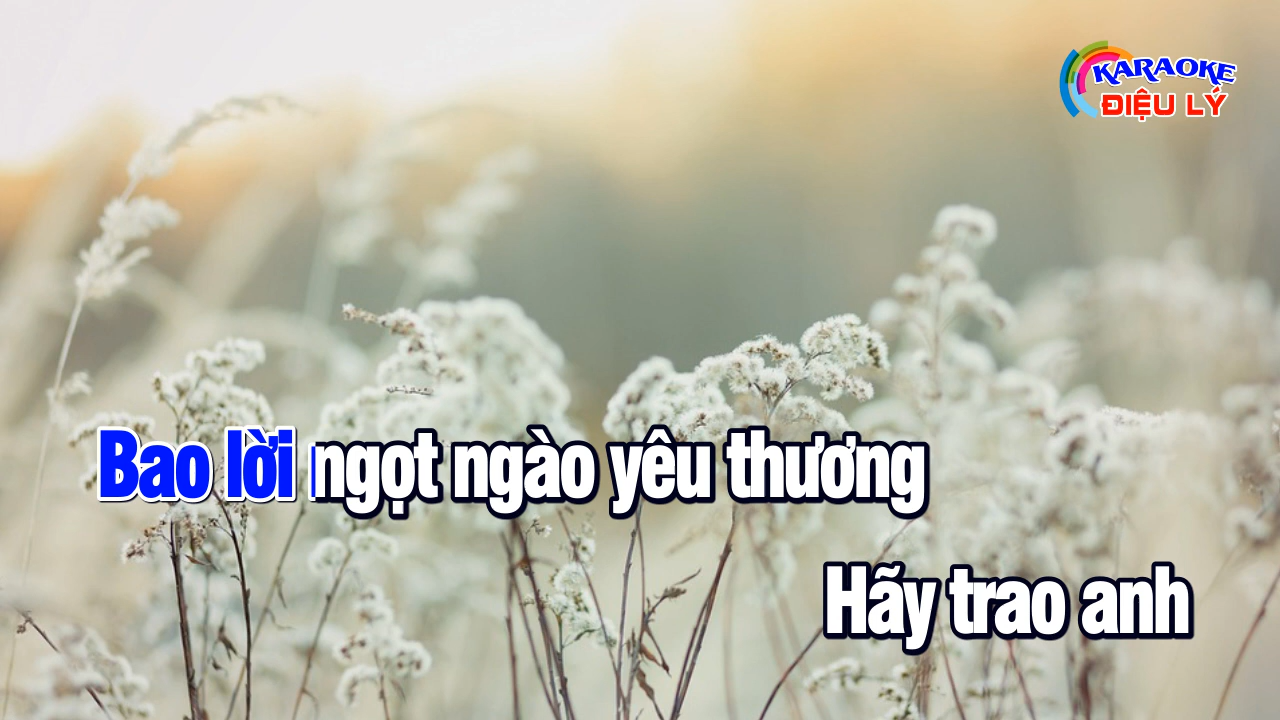 KARAOKE
ĐIỆU LÝ
Bao lời ngọt ngào yêu thương
Hãy trao anh